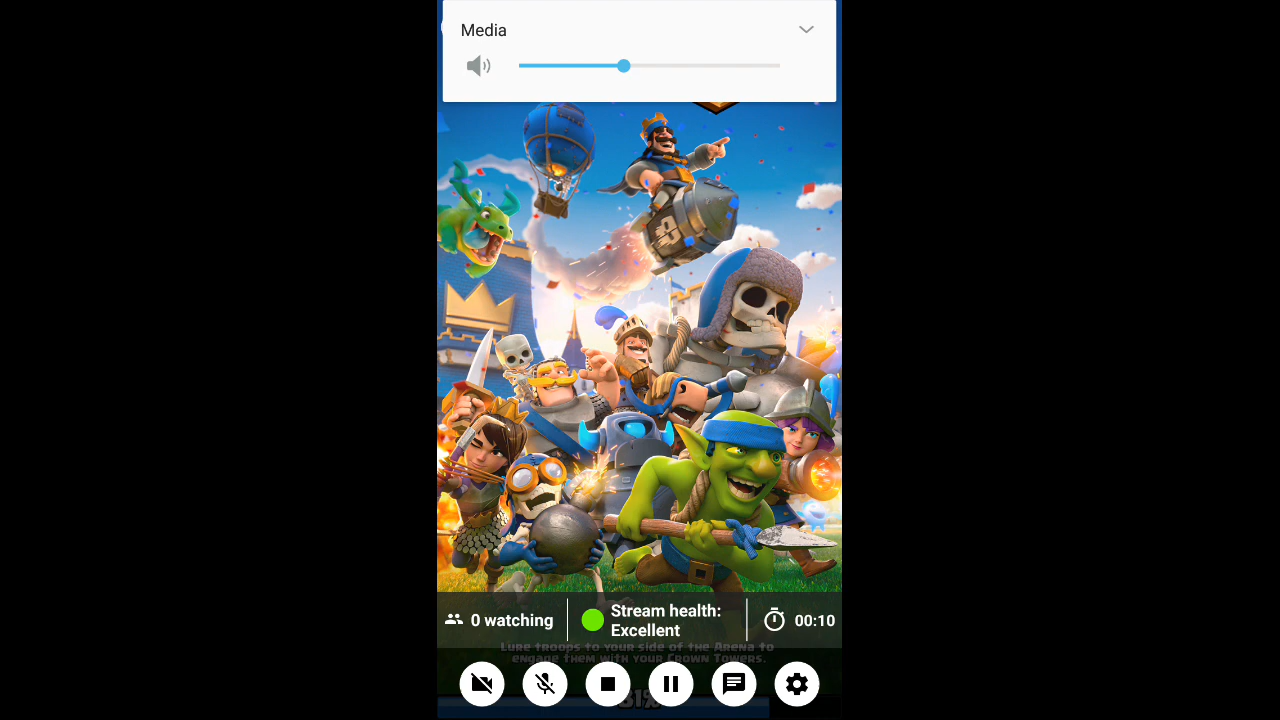 Media
0 watching
Stream health:
Excellent
00:10
Lure troops to your side of the Arena to
engage them with your Crown Towers.
81%